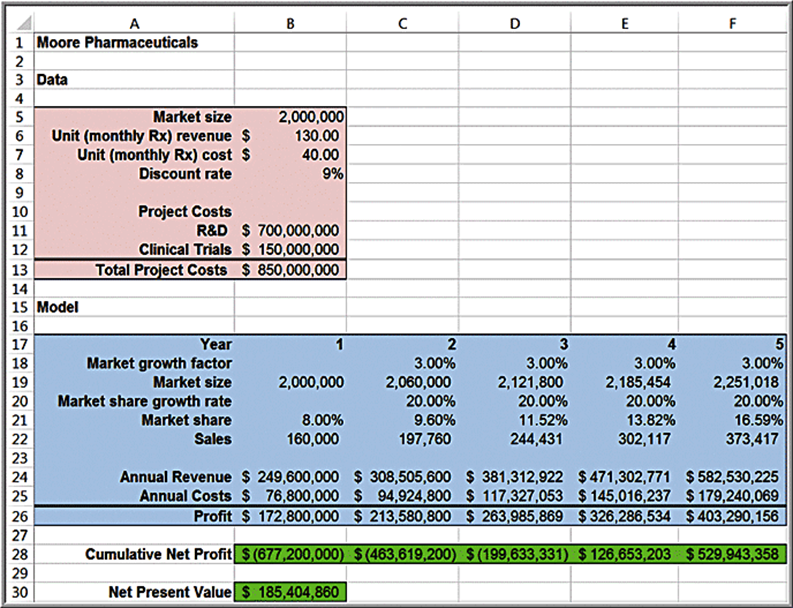 A B C D E F
1 Moore Pharmaceuticals
2
3 Data
4
5 Market size 2,000,000
6 Unit (monthly Rx) revenue $ 130.00
7 Unit (monthly Rx) cost $ 40.00
8 Discount rate 9%
9
10 Project Costs
11 R&D $ 700,000,000
12 Clinical Trials $ 150,000,000
13 Total Project Costs $ 850,000,000
14
15 Model
16
17 Year 1 2 3 4 5
18 Market growth factor 3.00% 3.00% 3.00% 3.00%
19 Market size 2,000,000 2,060,000 2,121,800 2,185,454 2,251,018
20 Market share growth rate 20.00% 20.00% 20.00% 20.00%
21 Market share 8.00% 9.60% 11.52% 13.82% 16.59%
22 Sales 160,000 197,760 244,431 302,117 373,417
23
24 Annual Revenue $ 249,600,000 $ 308,505,600 $ 381,312,922 $ 471,302,771 $ 582,530,225
25 Annual Costs $ 76,800,000 $ 94,924,800 $ 117,327,053 $ 145,016,237 $ 179,240,069
26 Profit $ 172,800,000 $ 213,580,800 $ 263,985,869 $ 326,286,534 $ 403,290,156
27
28 Cumulative Net Profit $ (677,200,000) $ (463,619,200) $ (199,633,331) $ 126,653,203 $ 529,943,358
29
30 Net Present Value $ 185,404,860